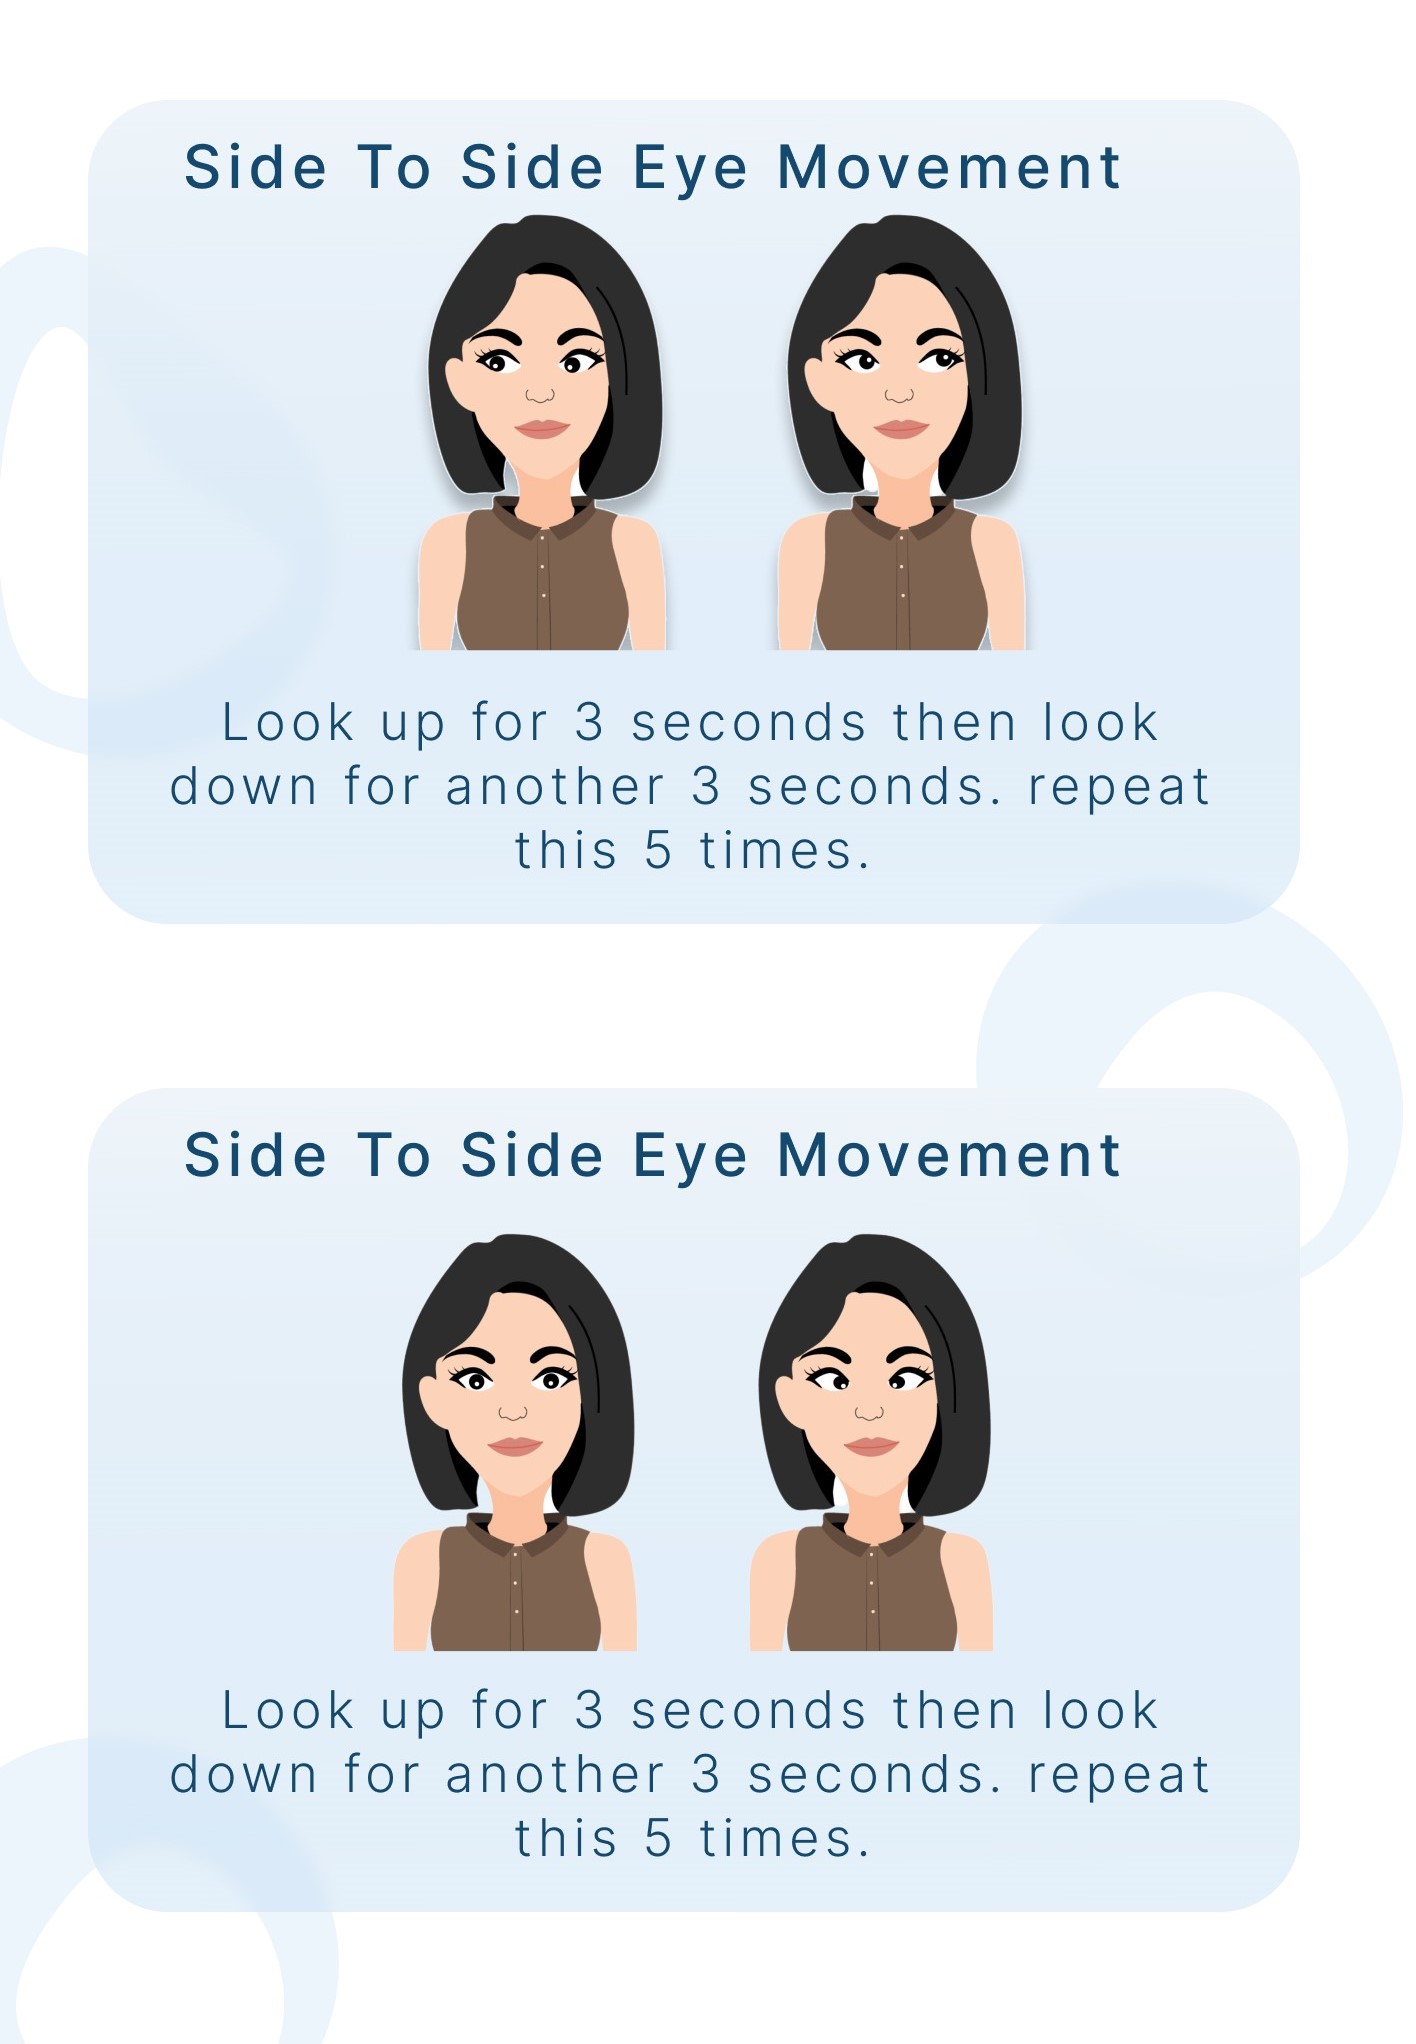 Side To Side Eye Movement
Look up for 3 seconds then look
down for another 3 seconds. repeat
this 5 times.
Side To Side Eye Movement
Look up for 3 seconds then look
down for another 3 seconds. repeat
this 5 times.